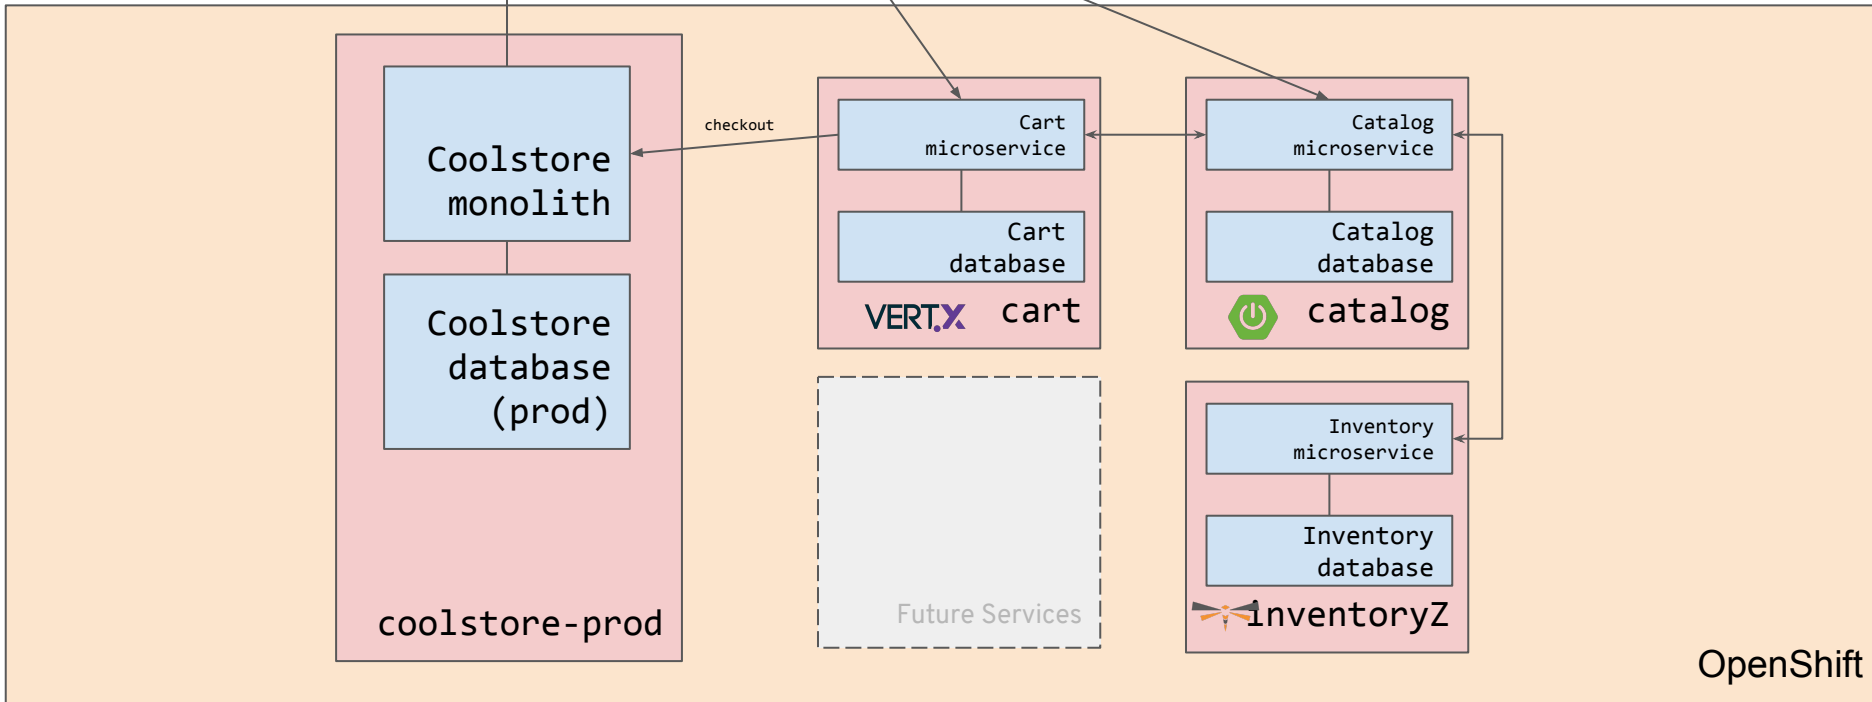 Coolstore
monolith
Coolstore
database
(prod)
coolstore-prod
checkout
Cart
microservice
Cart
database
VERT.X
cart
Catalog
microservice
Catalog
database
catalog
Future Services
Inventory
microservice
Inventory
database
inventoryZ
OpenShift